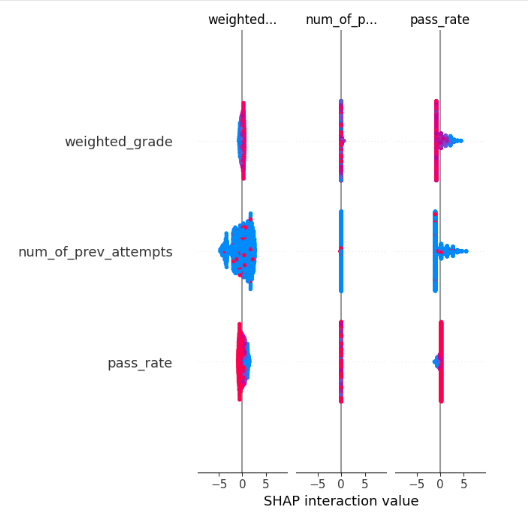 weighted... num_of_p... pass_rate
weighted_grade
num_of_prev_attempts
pass_rate
−5 0 5 −5 0 5 −5 0 5
SHAP interaction value